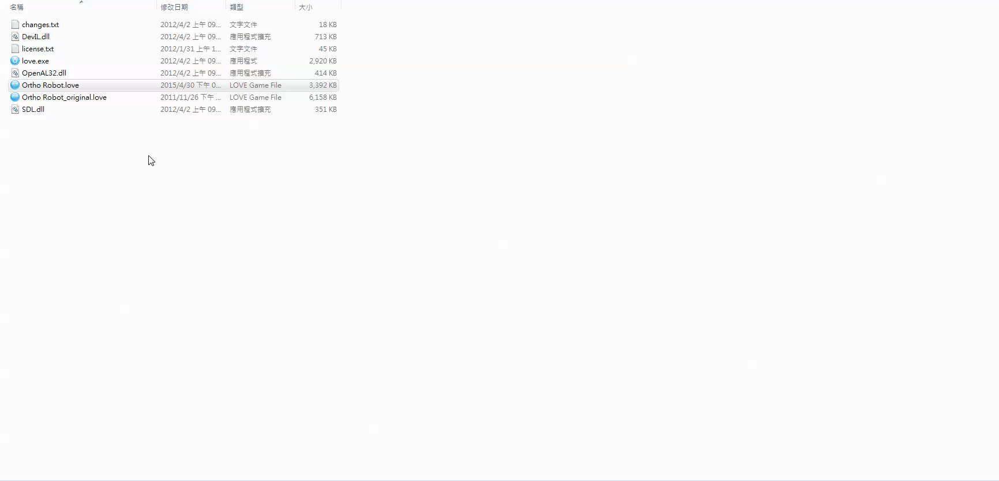 名稱 修改日期 類型 大小
changes.txt 2012/4/2 上午 09... 文字文件 18 KB
DevIL.dll 2012/4/2 上午 09... 應用程式擴充 713 KB
license.txt 2012/1/31 上午 1... 文字文件 45 KB
love.exe 2012/4/2 上午 09... 應用程式 2,920 KB
OpenAL32.dll 2012/4/2 上午 09... 應用程式擴充 414 KB
Ortho Robot.love 2015/4/30 下午 0... LOVE Game File 3,392 KB
Ortho Robot_original.love 2011/11/26 下午 ... LOVE Game File 6,158 KB
SDL.dll 2012/4/2 上午 09... 應用程式擴充 351 KB